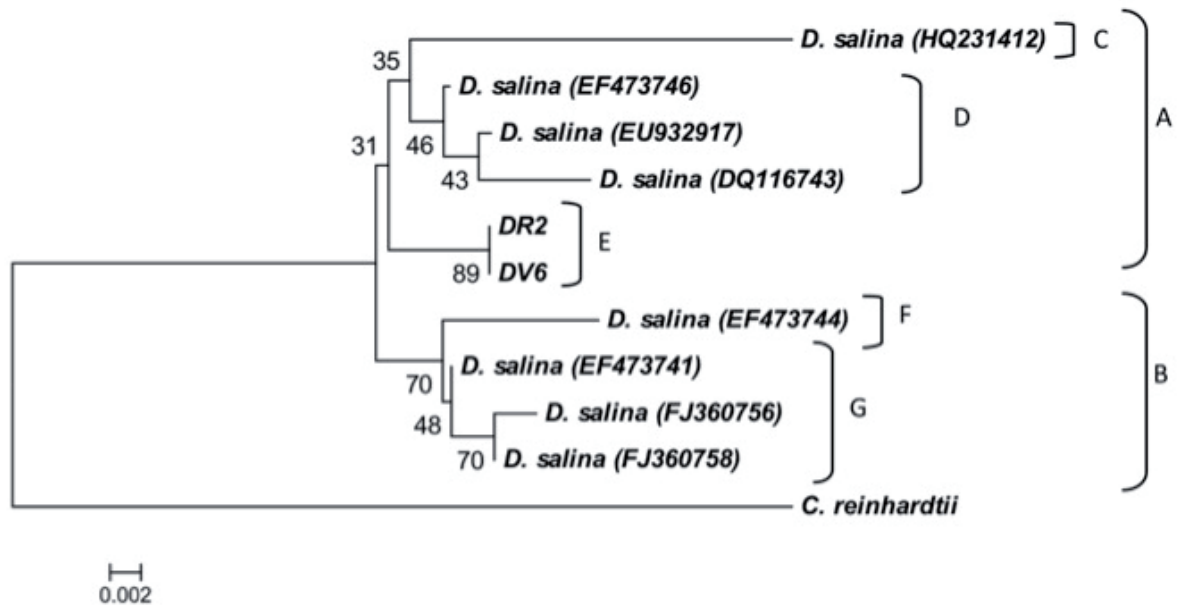 D. salina (HQ231412) C
35
D. salina (EF473746)
D A
D. salina (EU932917)
31 46
43 D. salina (DQ116743)
DR2
E
89 DV6
D. salina (EF473744) F
D. salina (EF473741)
70 B
D. salina (FJ360756) G
48
70 D. salina (FJ360758)
C. reinhardtii
0.002